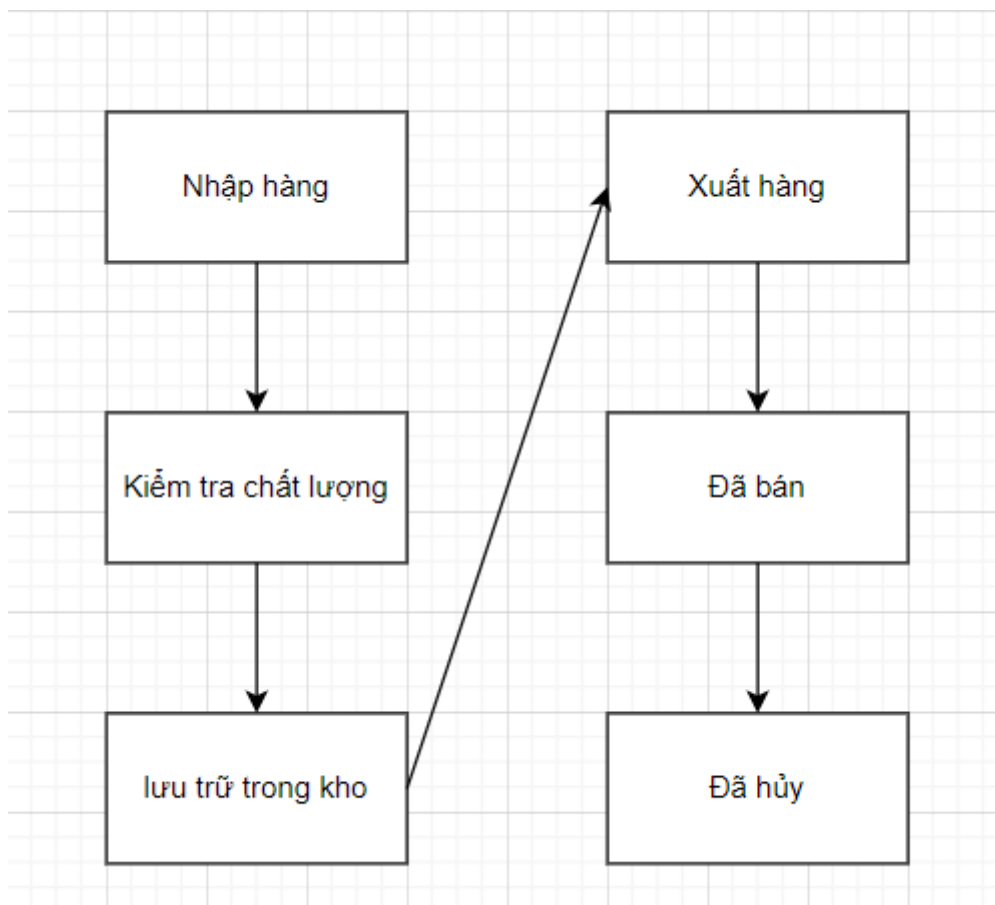 Nhập hàng
Kiểm tra chất lượng
lưu trữ trong kho
Xuất hàng
Đã bán
Đã hủy